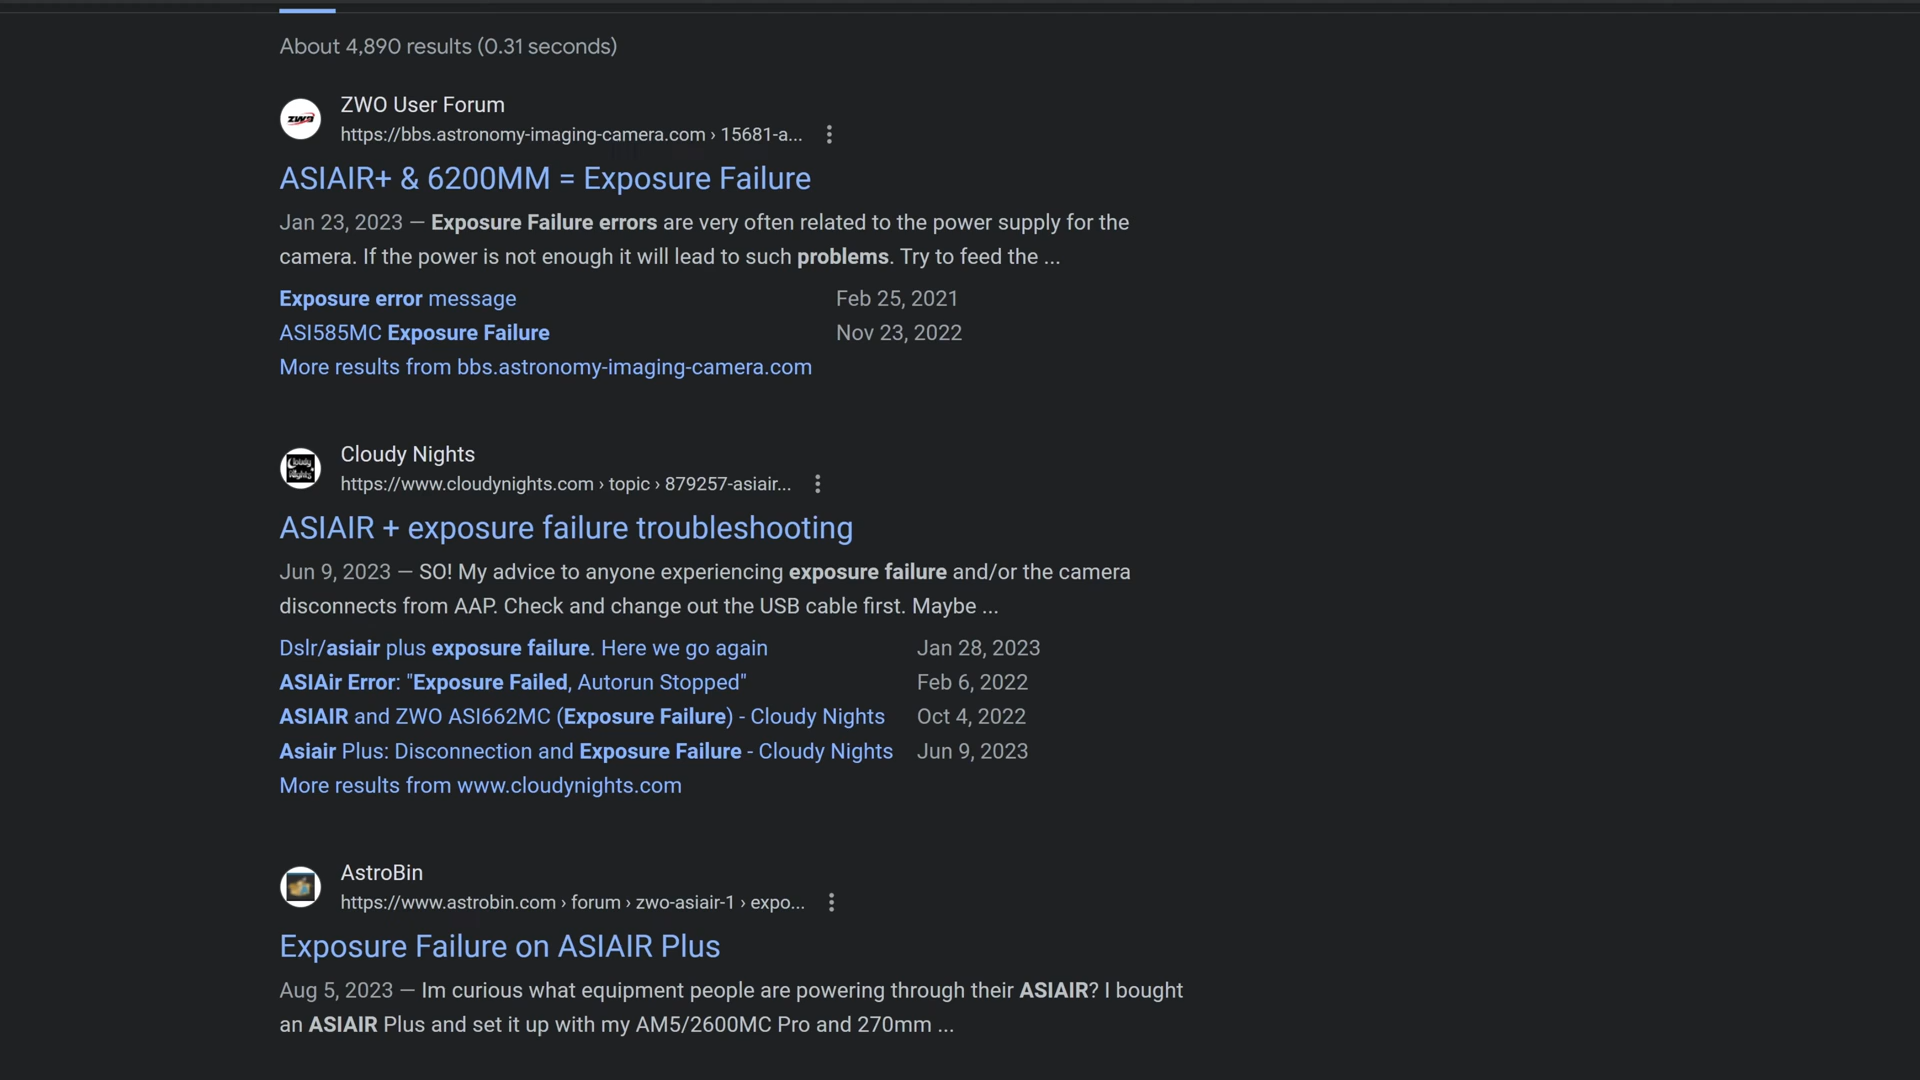 About 4,890 results (0.31 seconds)
ZWO User Forum
https://bbs.astronomy-imaging-camera.com › 15681-a...
ASIAIR+ & 6200MM = Exposure Failure
Jan 23, 2023 — Exposure Failure errors are very often related to the power supply for the
camera. If the power is not enough it will lead to such problems. Try to feed the ...
Exposure error message Feb 25, 2021
ASI585MC Exposure Failure Nov 23, 2022
More results from bbs.astronomy-imaging-camera.com
Cloudy Nights
https://www.cloudynights.com › topic › 879257-asiair...
ASIAIR + exposure failure troubleshooting
Jun 9, 2023 — SO! My advice to anyone experiencing exposure failure and/or the camera
disconnects from AAP. Check and change out the USB cable first. Maybe ...
Dslr/asiair plus exposure failure. Here we go again Jan 28, 2023
ASIAir Error: "Exposure Failed, Autorun Stopped" Feb 6, 2022
ASIAIR and ZWO ASI662MC (Exposure Failure) - Cloudy Nights Oct 4, 2022
Asiair Plus: Disconnection and Exposure Failure - Cloudy Nights Jun 9, 2023
More results from www.cloudynights.com
AstroBin
https://www.astrobin.com › forum › zwo-asiair-1 › expo...
Exposure Failure on ASIAIR Plus
Aug 5, 2023 — Im curious what equipment people are powering through their ASIAIR? I bought
an ASIAIR Plus and set it up with my AM5/2600MC Pro and 270mm ...